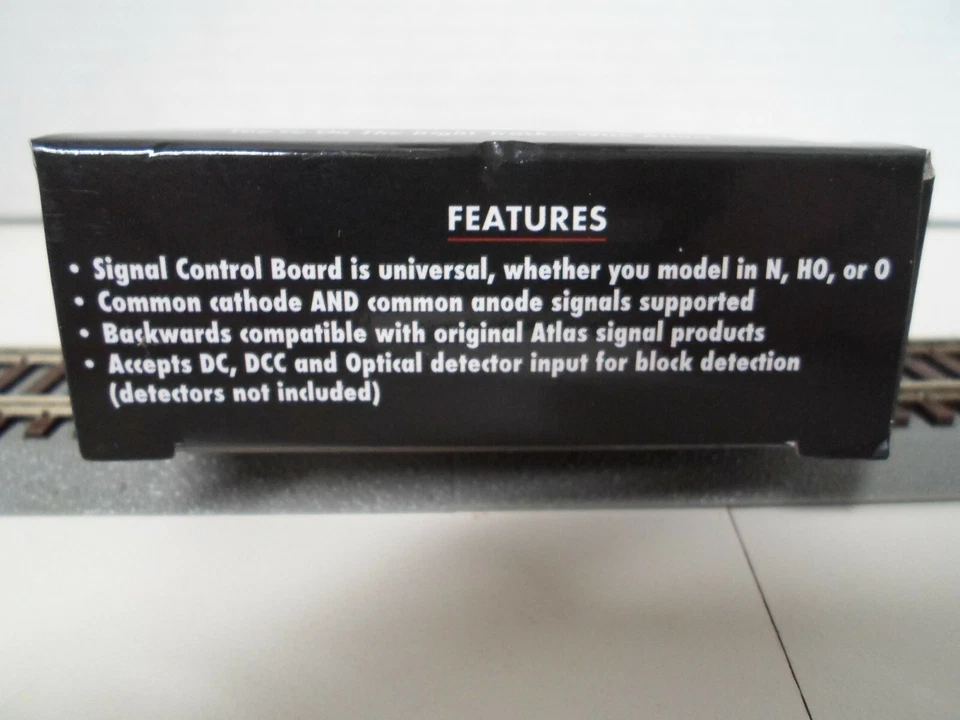 FEATURES
• Signal Control Board is universal, whether you model in N, HO, or O
• Common cathode AND common anode signals supported
• Backwards compatible with original Atlas signal products
• Accepts DC, DCC and Optical detector input for block detection
(detectors not included)